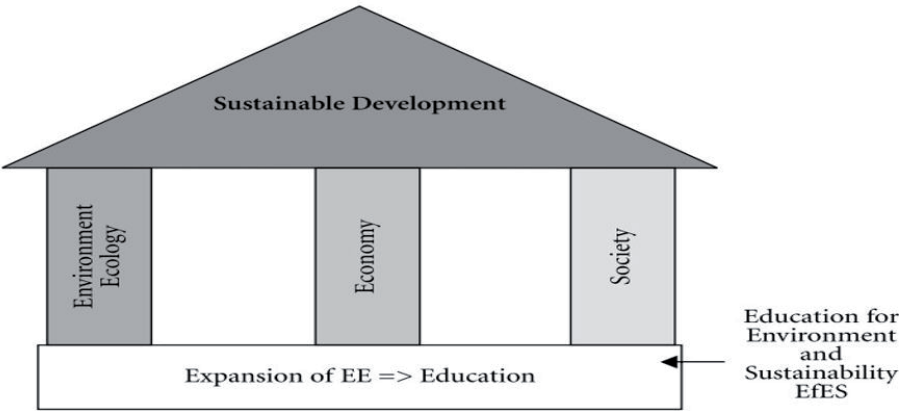 Sustainable Development
Environment
Ecology
Economy
Society
Expansion of EE => Education
Education for
Environment
and
Sustainability
EfES